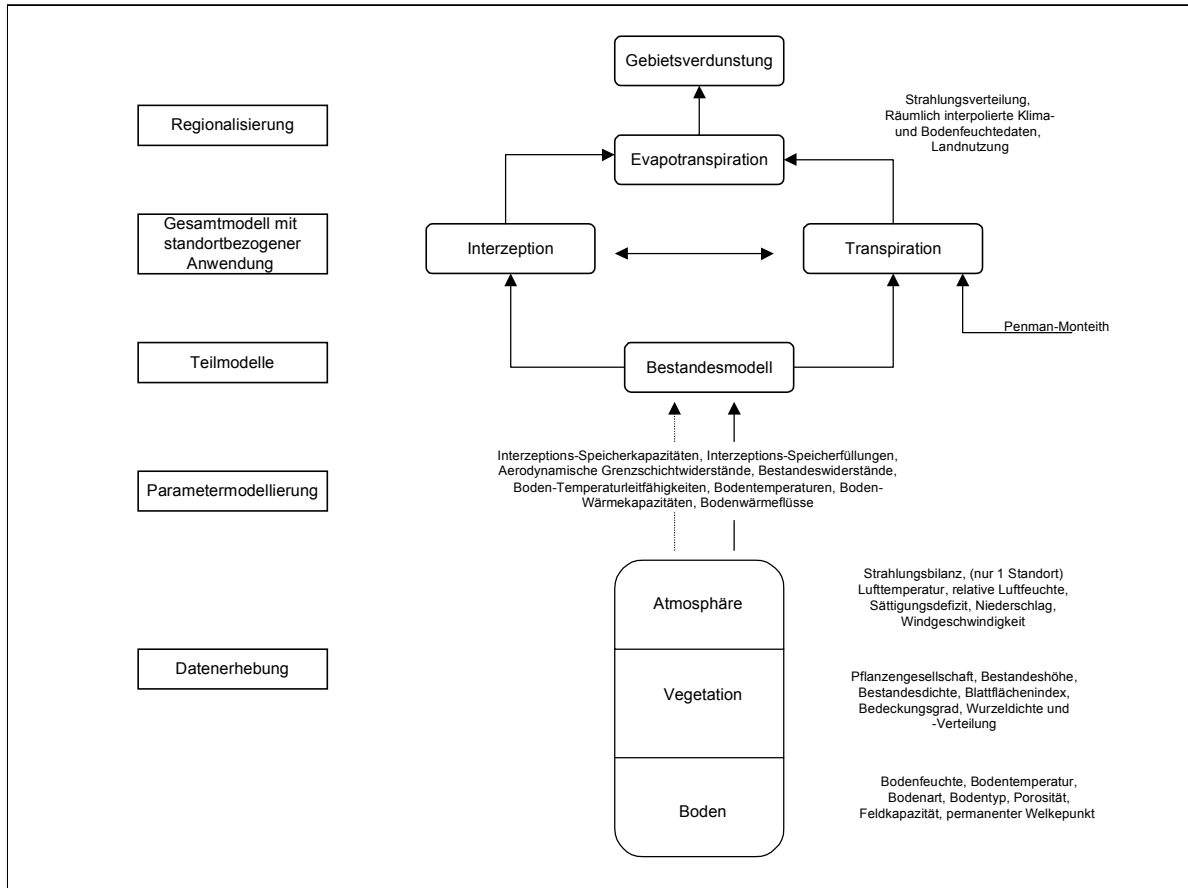 Gebietsverdunstung
Regionalisierung
Strahlungsverteilung,
Räumlich interpolierte Klima-
und Bodenfeuchtedaten,
Landnutzung
Evapotranspiration
Gesamtmodell mit
standortbezogener
Anwendung
Interzeption
Transpiration
Penman-Monteith
Teilmodelle
Bestandesmodell
Parametermodellierung
Interzeptions-Speicherkapazitäten, Interzeptions-Speicherfüllungen,
Aerodynamische Grenzschichtwiderstände, Bestandeswiderstände,
Boden-Temperaturleitfähigkeiten, Bodentemperaturen, Boden-
Wärmekapazitäten, Bodenwärmeflüsse
Datenerhebung
Atmosphäre
Strahlungsbilanz, (nur 1 Standort)
Lufttemperatur, relative Luftfeuchte,
Sättigungsdefizit, Niederschlag,
Windgeschwindigkeit
Vegetation
Pflanzengesellschaft, Bestandeshöhe,
Bestandesdichte, Blattflächenindex,
Bedeckungsgrad, Wurzeldichte und
-Verteilung
Boden
Bodenfeuchte, Bodentemperatur,
Bodenart, Bodentyp, Porosität,
Feldkapazität, permanenter Welkepunkt